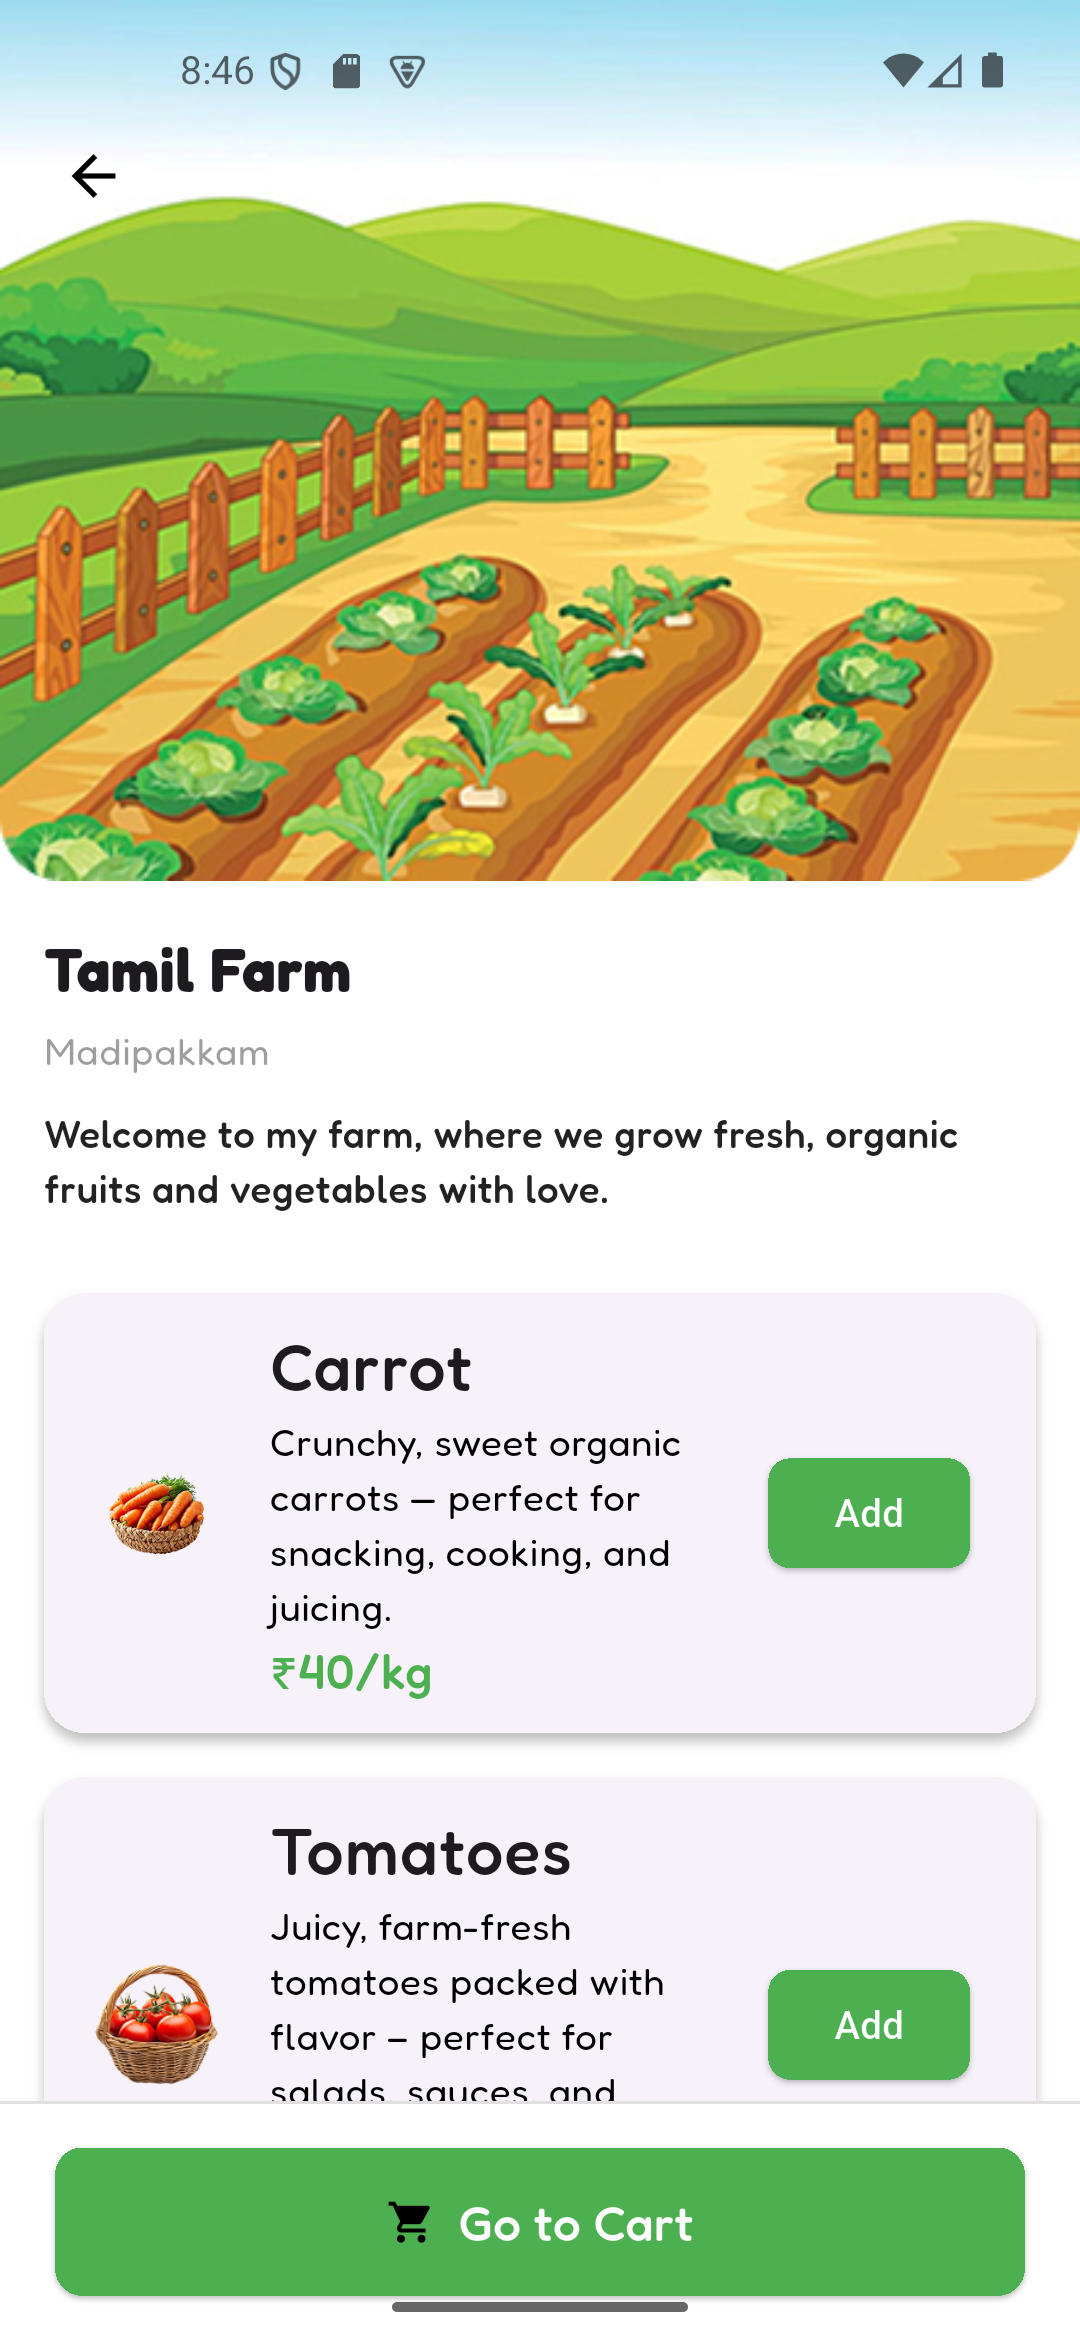 8:46
Tamil Farm
Madipakkam
Welcome to my farm, where we grow fresh, organic
fruits and vegetables with love.
Carrot
Crunchy, sweet organic
carrots – perfect for
snacking, cooking, and
juicing.
₹40/kg
Add
Tomatoes
Juicy, farm-fresh
tomatoes packed with
flavor – perfect for
salads, sauces, and
Add
Go to Cart